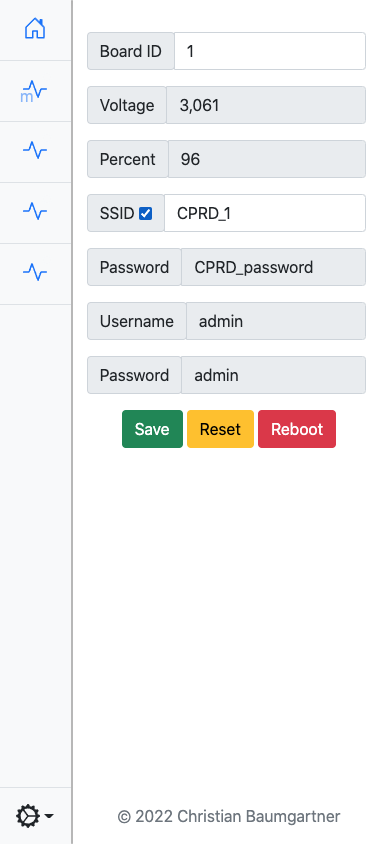 Board ID 1
m
Voltage 3,061
Percent 96
SSID CPRD_1
Password CPRD_password
Username admin
Password admin
Save Reset Reboot
© 2022 Christian Baumgartner